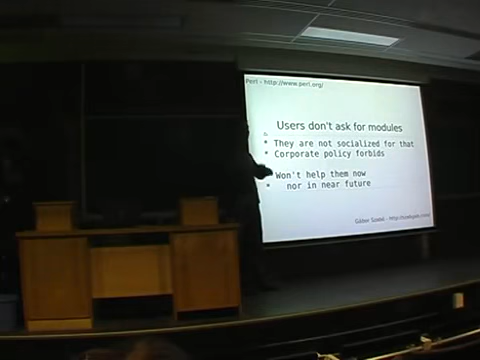 Perl - http://www.perl.org/
Users don't ask for modules
* They are not socialized for that
* Corporate policy forbids
Won't help them now
* nor in near future
Gábor Szabó - http://